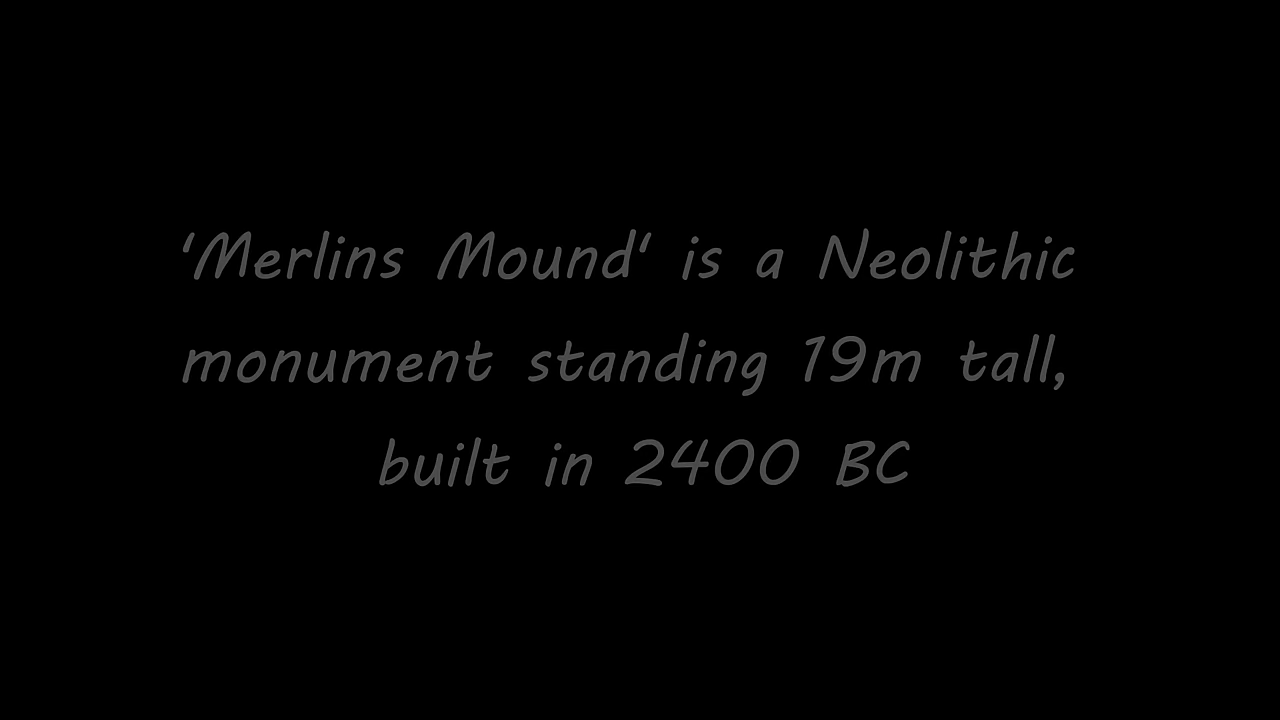 ‘Merlins Mound‘ is a Neolithic
monument standing 19m tall,
built in 2400 BC